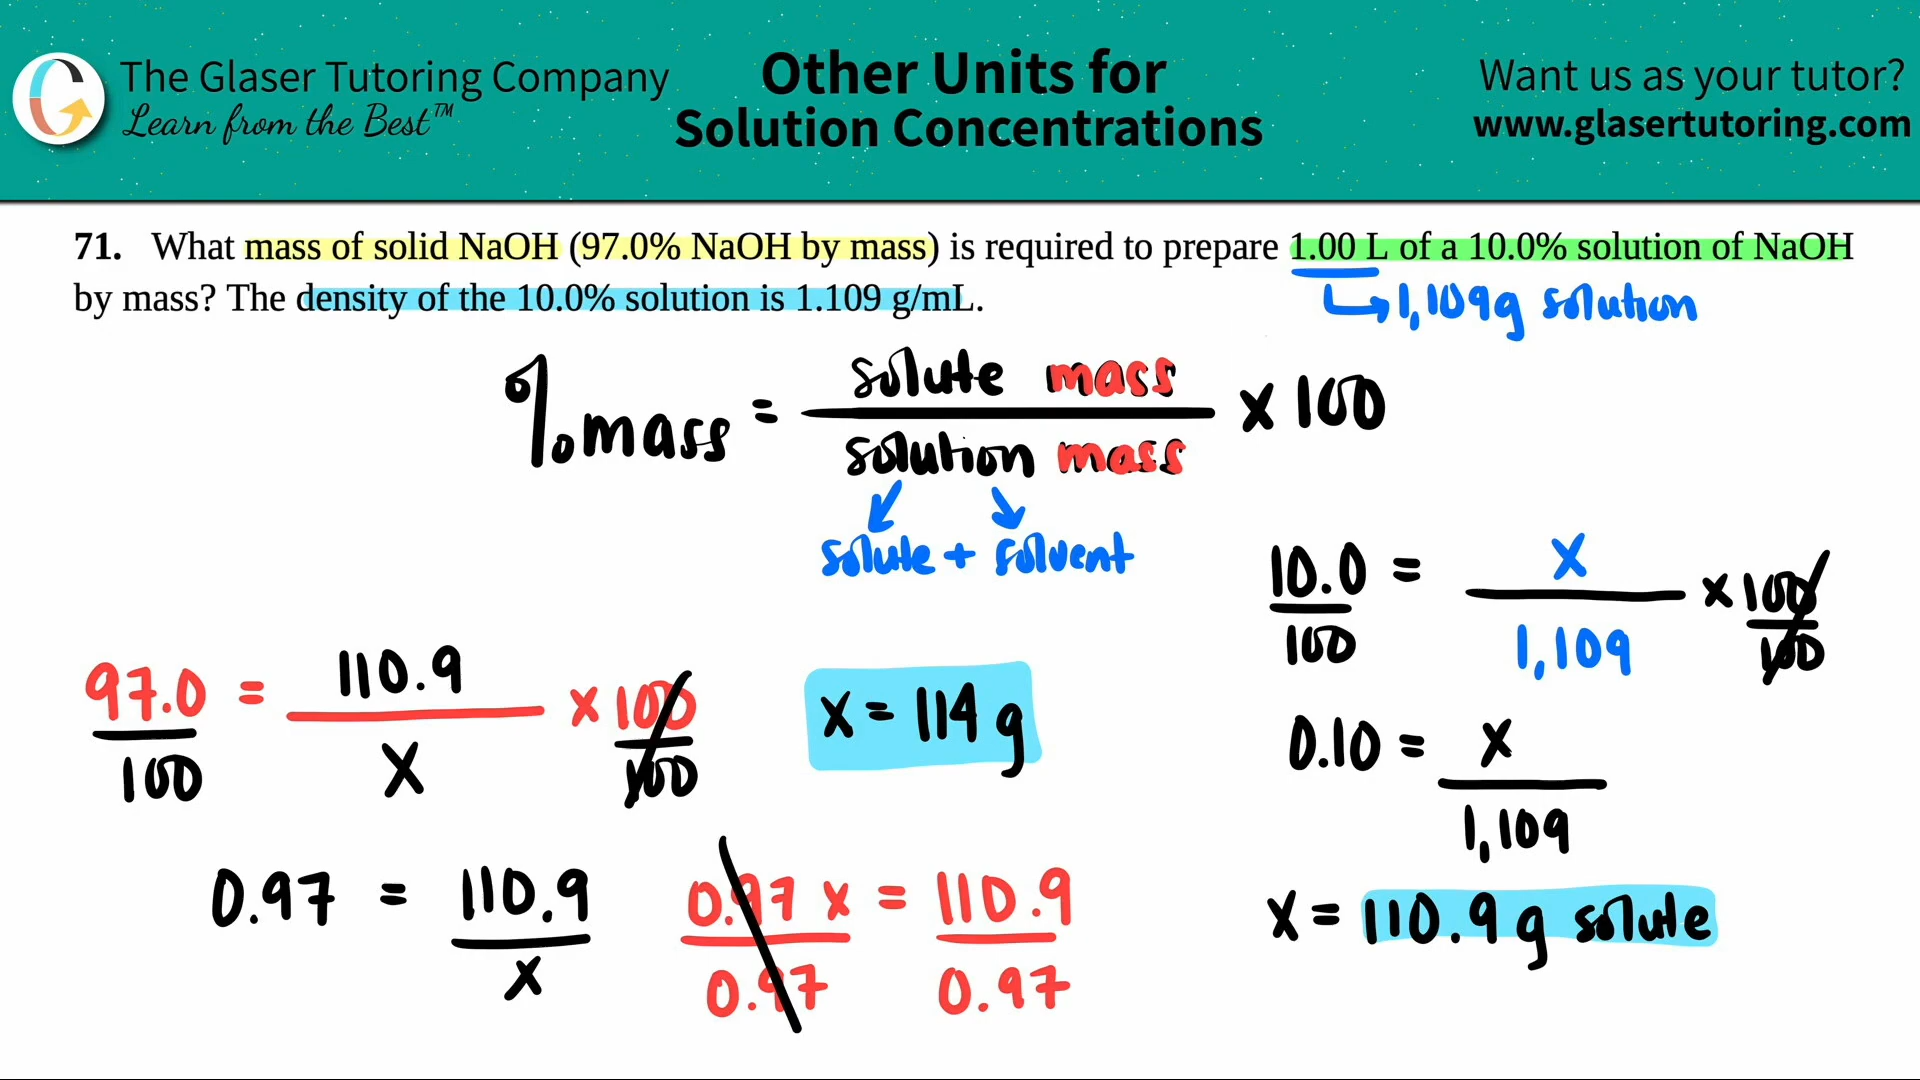 The Glaser Tutoring Company
Learn from the Best™
Other Units for
Solution Concentrations
Want us as your tutor?
www.glasertutoring.com
71. What mass of solid NaOH (97.0% NaOH by mass) is required to prepare 1.00 L of a 10.0% solution of NaOH
by mass? The density of the 10.0% solution is 1.109 g/mL.
1,109g solution
% mass = solute mass / solution mass x 100
solute + solvent
10.0/100 = x/1,109 x 100/100
0.10 = x/1,109
x = 110.9 g solute
97.0/100 = 110.9/x x 100/100
x = 114 g
0.97 = 110.9/x
0.97 x/0.97 = 110.9/0.97